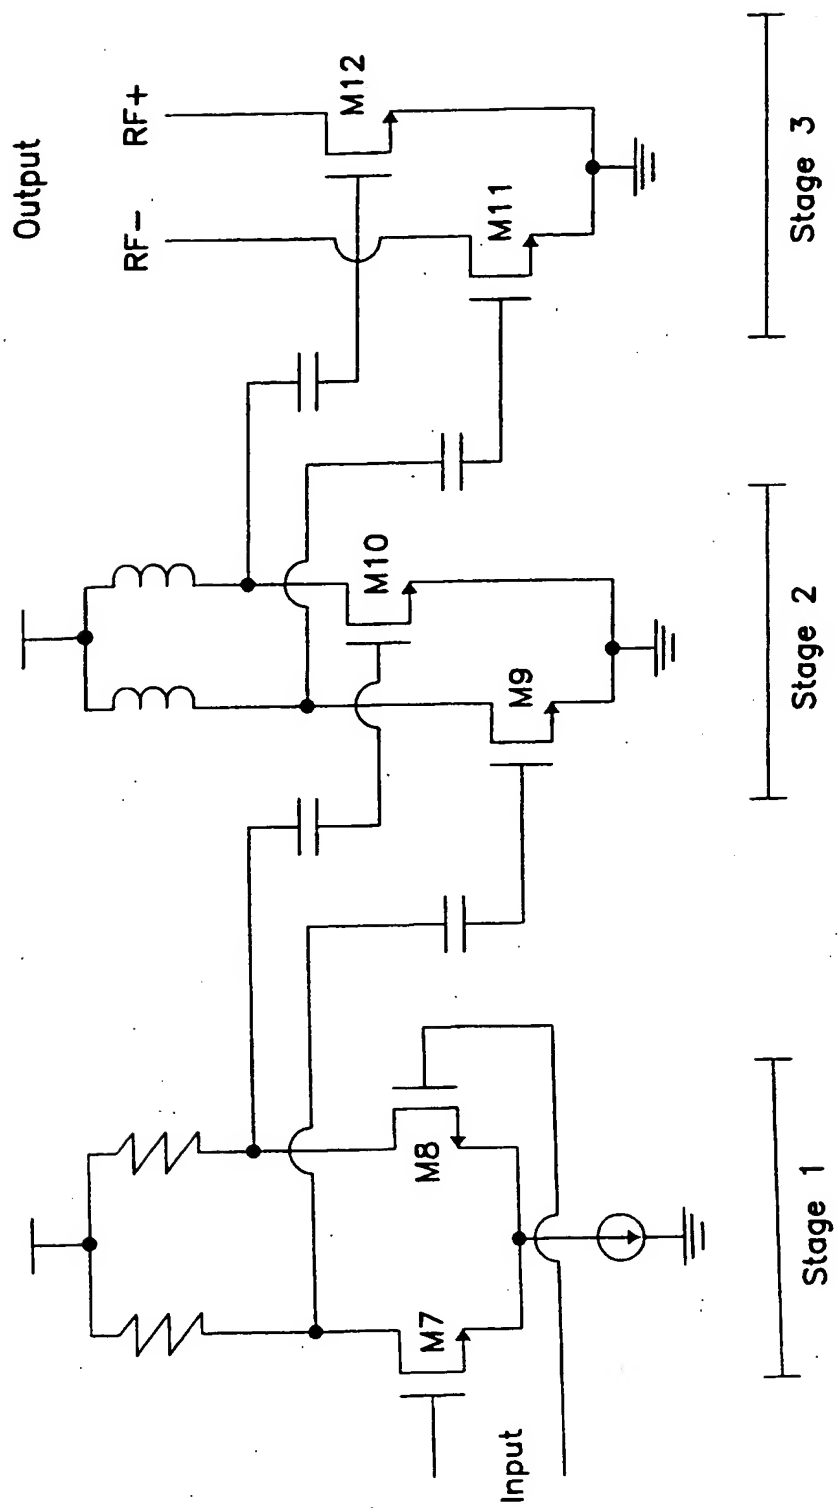 Output
RF+
RF−
M12
M11
M10
M9
M8
M7
Input
Stage 1
Stage 2
Stage 3